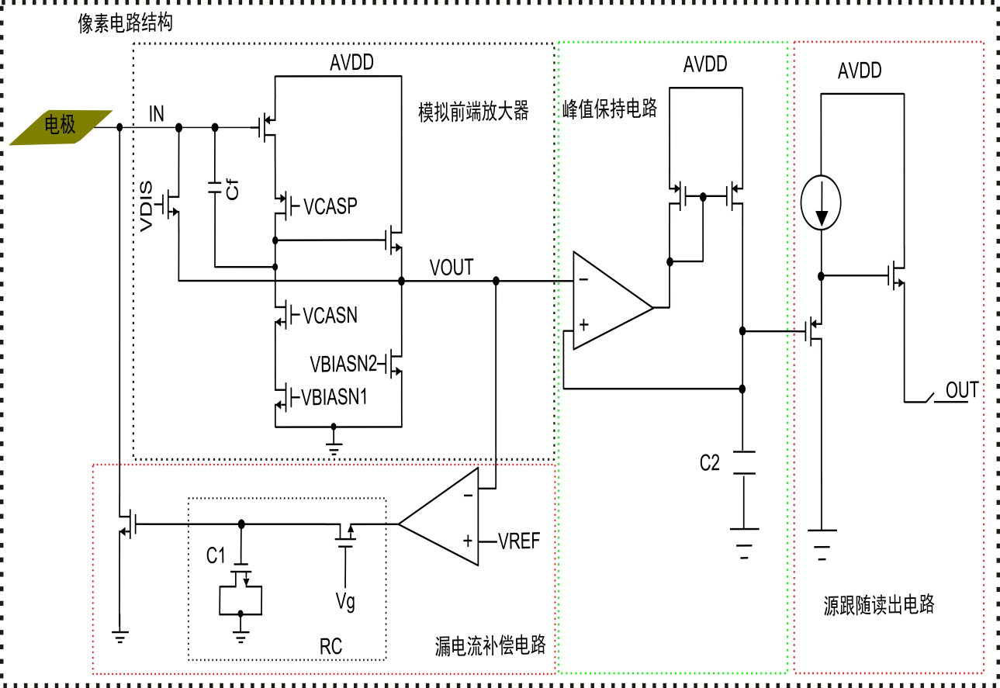 像素电路结构
AVDD
模拟前端放大器
电极
IN
VDIS
Cf
VCASP
VOUT
VCASN
VBIASN2
VBIASN1
峰值保持电路
AVDD
−
+
C2
AVDD
OUT
源跟随读出电路
−
+
VREF
C1
Vg
RC
漏电流补偿电路